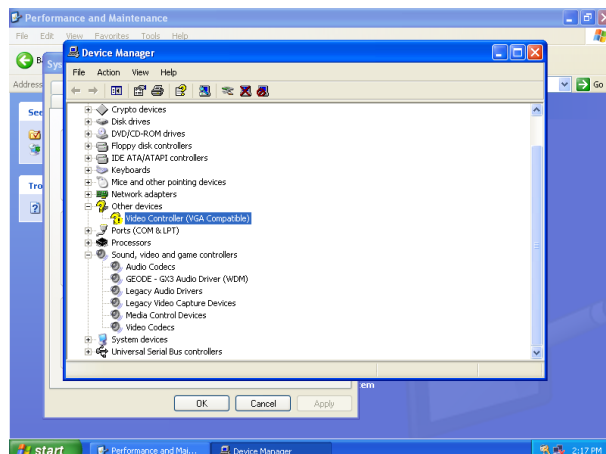 Performance and Maintenance
File Edit View Favorites Tools Help
B
Sys
Address
Go
See
Tro
Device Manager
File Action View Help
Crypto devices
Disk drives
DVD/CD-ROM drives
Floppy disk controllers
IDE ATA/ATAPI controllers
Keyboards
Mice and other pointing devices
Network adapters
Other devices
Video Controller (VGA Compatible)
Ports (COM & LPT)
Processors
Sound, video and game controllers
Audio Codecs
GEODE - GX3 Audio Driver (WDM)
Legacy Audio Drivers
Legacy Video Capture Devices
Media Control Devices
Video Codecs
System devices
Universal Serial Bus controllers
em
OK Cancel Apply
start Performance and Mai... Device Manager 2:17 PM